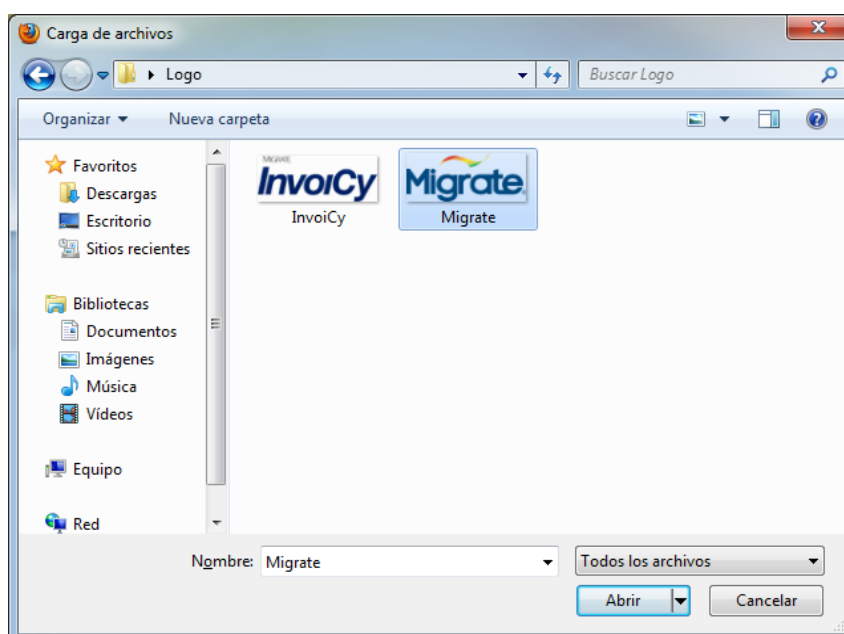 Carga de archivos
Logo
Buscar Logo
Organizar
Nueva carpeta
Favoritos
Descargas
Escritorio
Sitios recientes
Bibliotecas
Documentos
Imágenes
Música
Vídeos
Equipo
Red
MIGRATE
InvoiCy
InvoiCy
Migrate
Migrate
Nombre: Migrate
Todos los archivos
Abrir
Cancelar